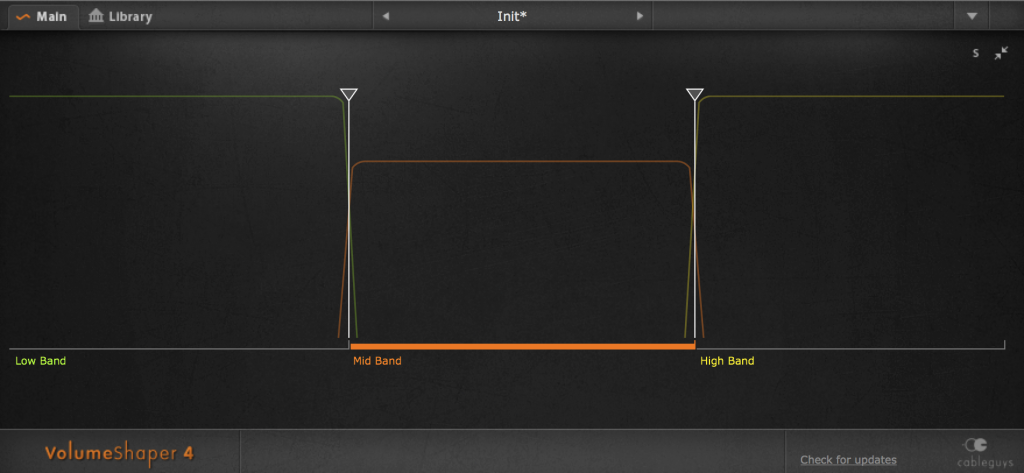 Main
Library
Init*
S
Low Band
Mid Band
High Band
VolumeShaper 4
Check for updates
cableguys